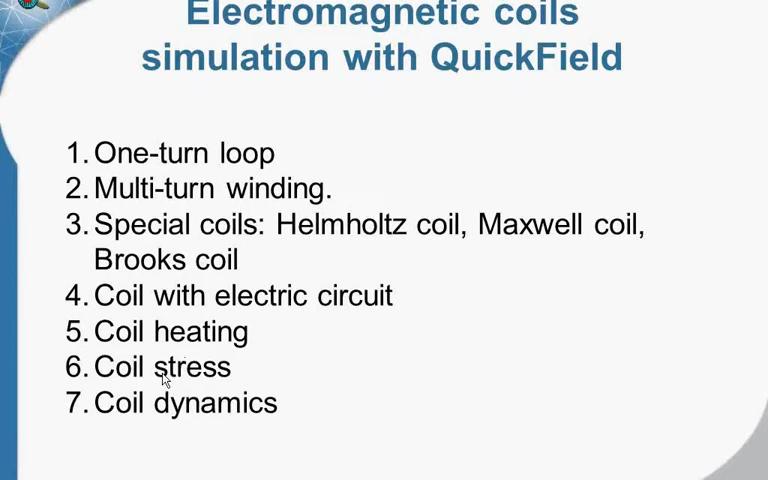 Electromagnetic coils
simulation with QuickField
1. One-turn loop
2. Multi-turn winding.
3. Special coils: Helmholtz coil, Maxwell coil,
Brooks coil
4. Coil with electric circuit
5. Coil heating
6. Coil stress
7. Coil dynamics